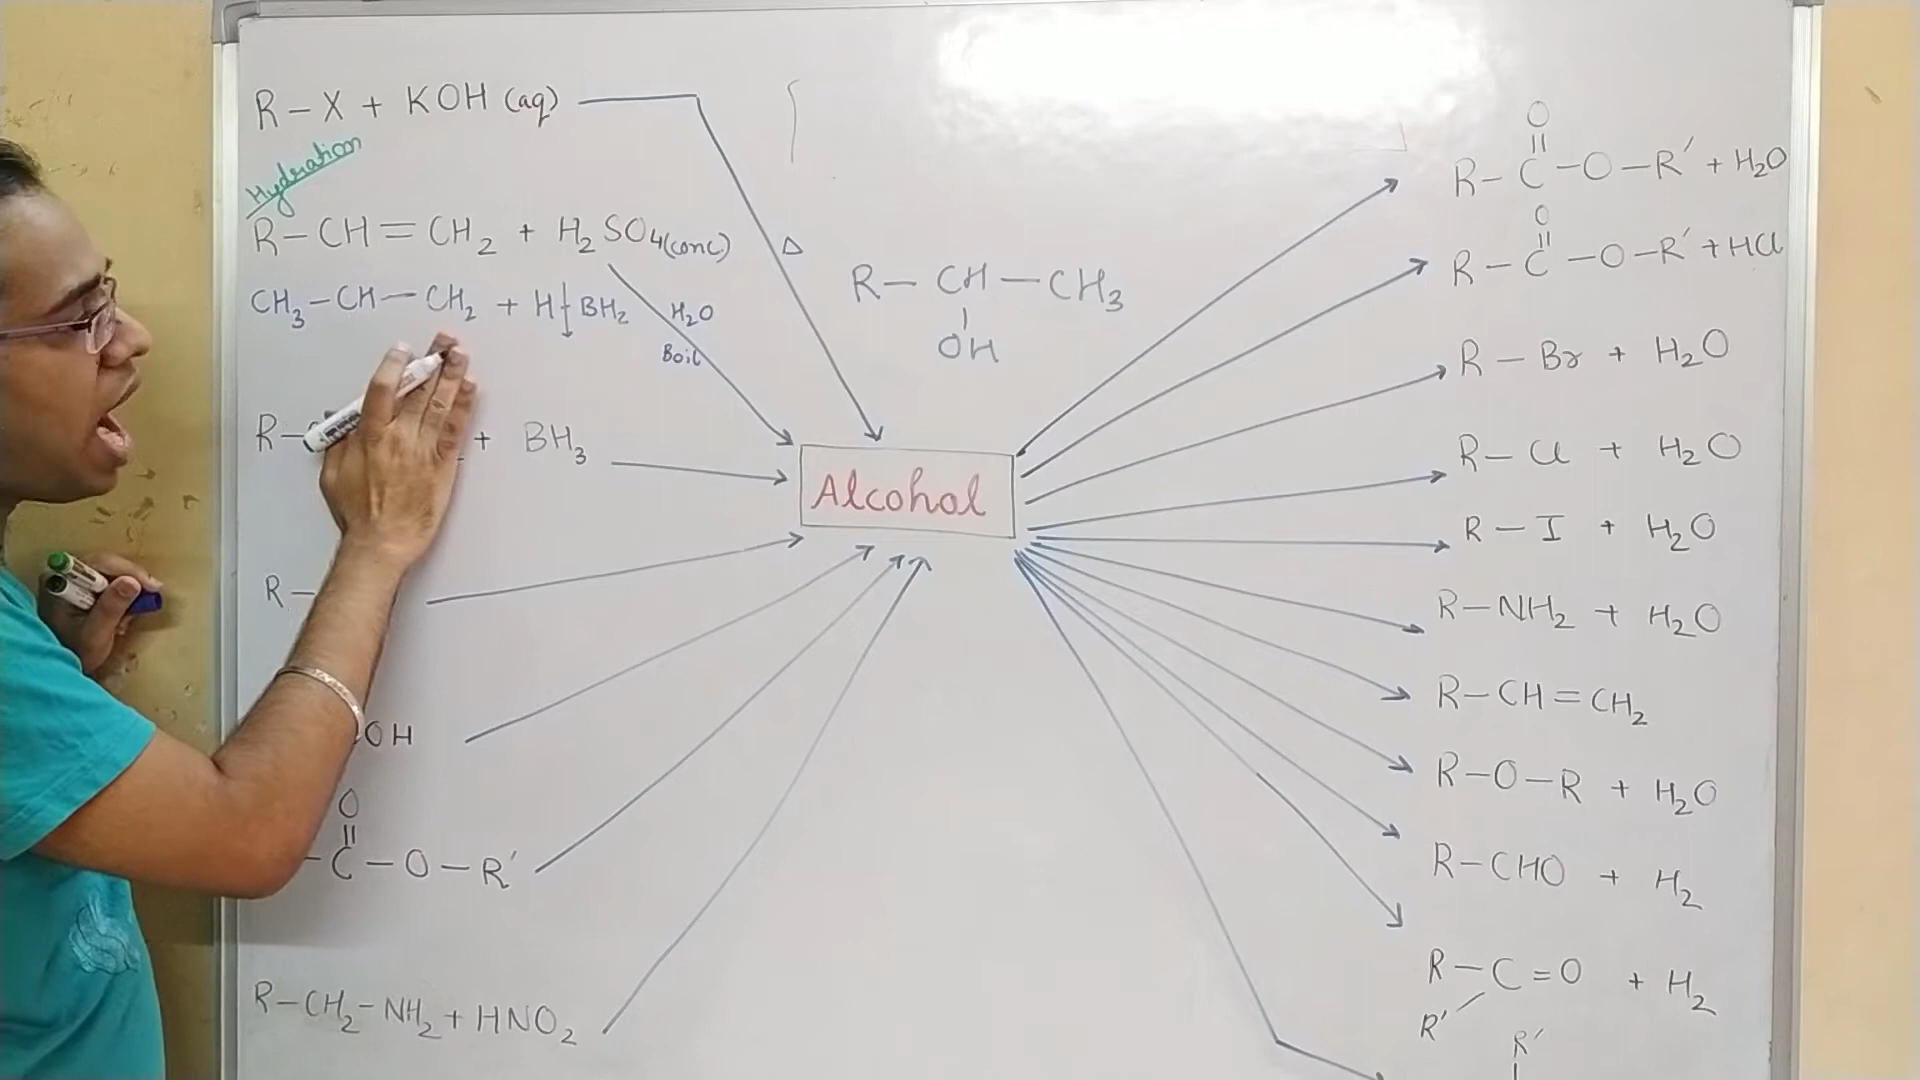 R – X + KOH (aq)
Hydration
R – CH = CH2 + H2SO4(conc)
CH3 – CH — CH2 + H BH2
H2O
Boil
Δ
R – + BH3
R –
OH
O
– C – O – R′
R – CH2 – NH2 + HNO2
R – CH – CH3
OH
Alcohol
O
R – C – O – R′ + H2O
O
R – C – O – R′ + HCl
R – Br + H2O
R – Cl + H2O
R – I + H2O
R – NH2 + H2O
R – CH = CH2
R – O – R + H2O
R – CHO + H2
R – C = O + H2
R′
R′